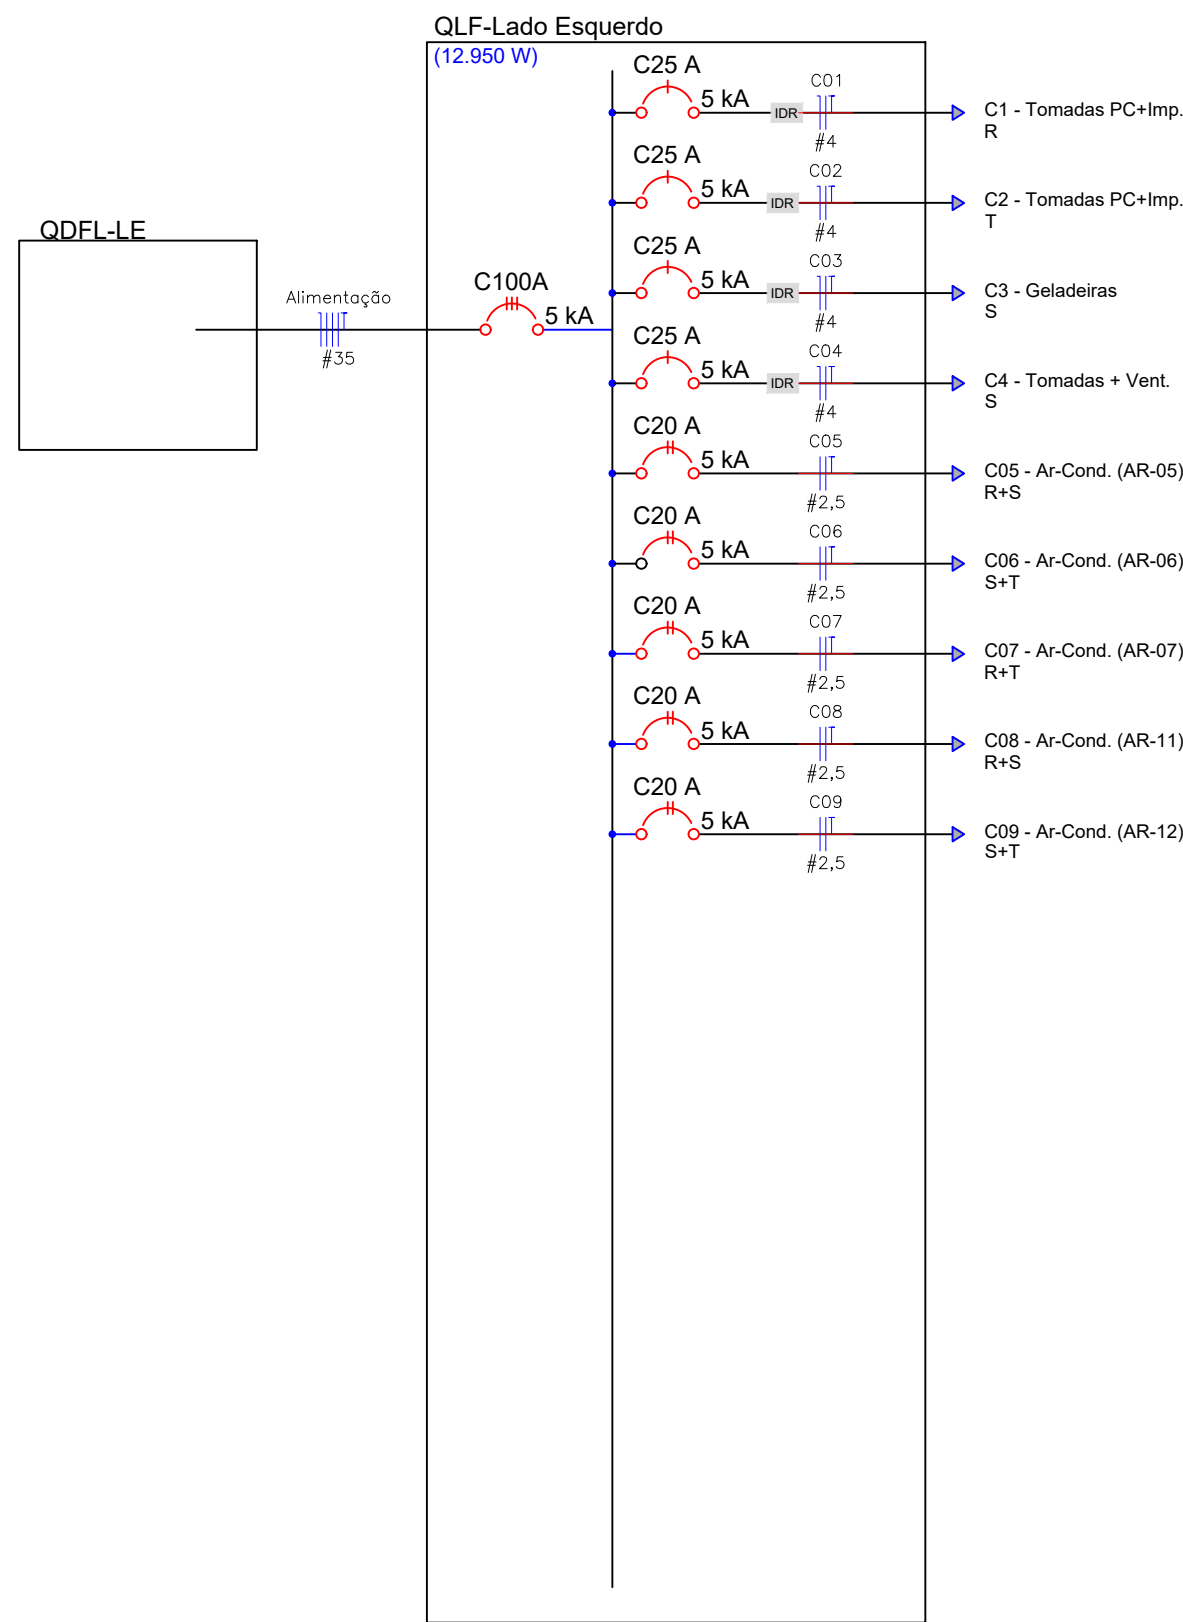 QLF-Lado Esquerdo
(12.950 W)
QDFL-LE
Alimentação
#35
C100A
5 kA
C25 A
5 kA
IDR
C01
#4
C1 - Tomadas PC+Imp.
R
C25 A
5 kA
IDR
C02
#4
C2 - Tomadas PC+Imp.
T
C25 A
5 kA
IDR
C03
#4
C3 - Geladeiras
S
C25 A
5 kA
IDR
C04
#4
C4 - Tomadas + Vent.
S
C20 A
5 kA
C05
#2,5
C05 - Ar-Cond. (AR-05)
R+S
C20 A
5 kA
C06
#2,5
C06 - Ar-Cond. (AR-06)
S+T
C20 A
5 kA
C07
#2,5
C07 - Ar-Cond. (AR-07)
R+T
C20 A
5 kA
C08
#2,5
C08 - Ar-Cond. (AR-11)
R+S
C20 A
5 kA
C09
#2,5
C09 - Ar-Cond. (AR-12)
S+T